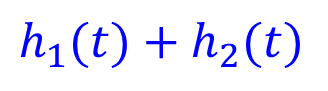 h₁(t) + h₂(t)